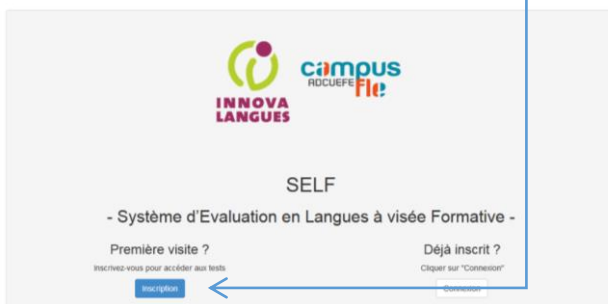 INNOVA
LANGUES
campus
ADCUEFE
fle
SELF
- Système d'Evaluation en Langues à visée Formative -
Première visite ?
Inscrivez-vous pour accéder aux tests
Inscription
Déjà inscrit ?
Cliquer sur "Connexion"
Connexion